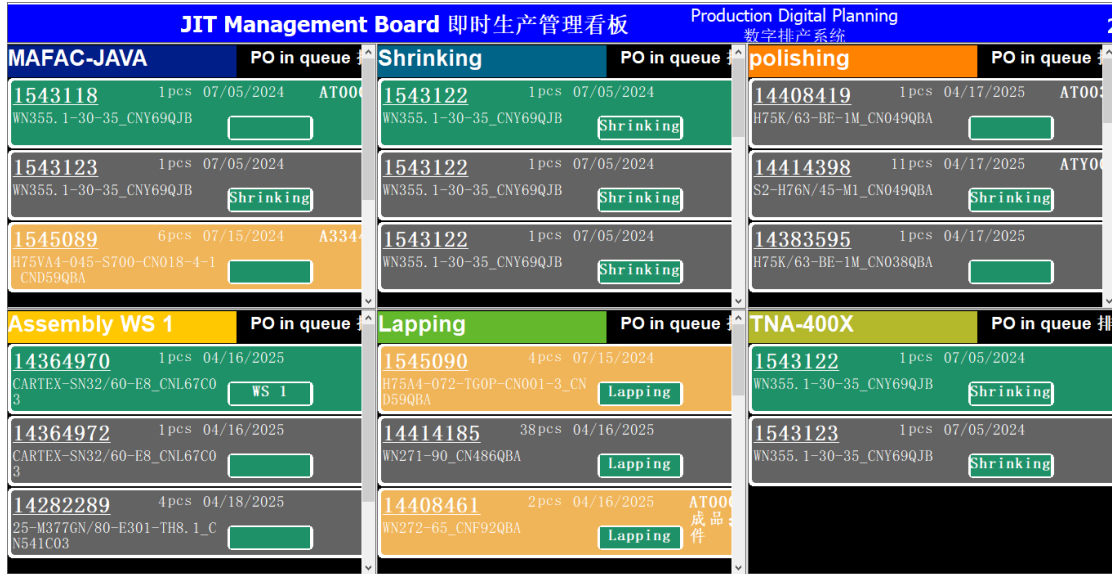 JIT Management Board 即时生产管理看板
Production Digital Planning
数字排产系统
MAFAC-JAVA PO in queue
1543118 1pcs 07/05/2024
WN355.1-30-35_CNY69QJB
1543123 1pcs 07/05/2024
WN355.1-30-35_CNY69QJB
Shrinking
1545089 6pcs 07/15/2024 A334
H75VA4-045-S700-CN018-4-1
_CND59QBA
Shrinking PO in queue
1543122 1pcs 07/05/2024
WN355.1-30-35_CNY69QJB
Shrinking
1543122 1pcs 07/05/2024
WN355.1-30-35_CNY69QJB
Shrinking
1543122 1pcs 07/05/2024
WN355.1-30-35_CNY69QJB
Shrinking
polishing PO in queue
14408419 1pcs 04/17/2025 AT003
H75K/63-BE-1M_CN049QBA
14414398 11pcs 04/17/2025 ATY0
S2-H76N/45-M1_CN049QBA
Shrinking
14383595 1pcs 04/17/2025
H75K/63-BE-1M_CN038QBA
Assembly WS 1 PO in queue
14364970 1pcs 04/16/2025
CARTEX-SN32/60-E8_CNL67C0
3
WS 1
14364972 1pcs 04/16/2025
CARTEX-SN32/60-E8_CNL67C0
3
14282289 4pcs 04/18/2025
25-M377GN/80-E301-TH8.1_C
N541C03
Lapping PO in queue
1545090 4pcs 07/15/2024
H75A4-072-TG0P-CN001-3_CN
D59QBA
Lapping
14414185 38pcs 04/16/2025
WN271-90_CN486QBA
Lapping
14408461 2pcs 04/16/2025 AT00
WN272-65_CNF92QBA
成品
件
Lapping
TNA-400X PO in queue 排
1543122 1pcs 07/05/2024
WN355.1-30-35_CNY69QJB
Shrinking
1543123 1pcs 07/05/2024
WN355.1-30-35_CNY69QJB
Shrinking